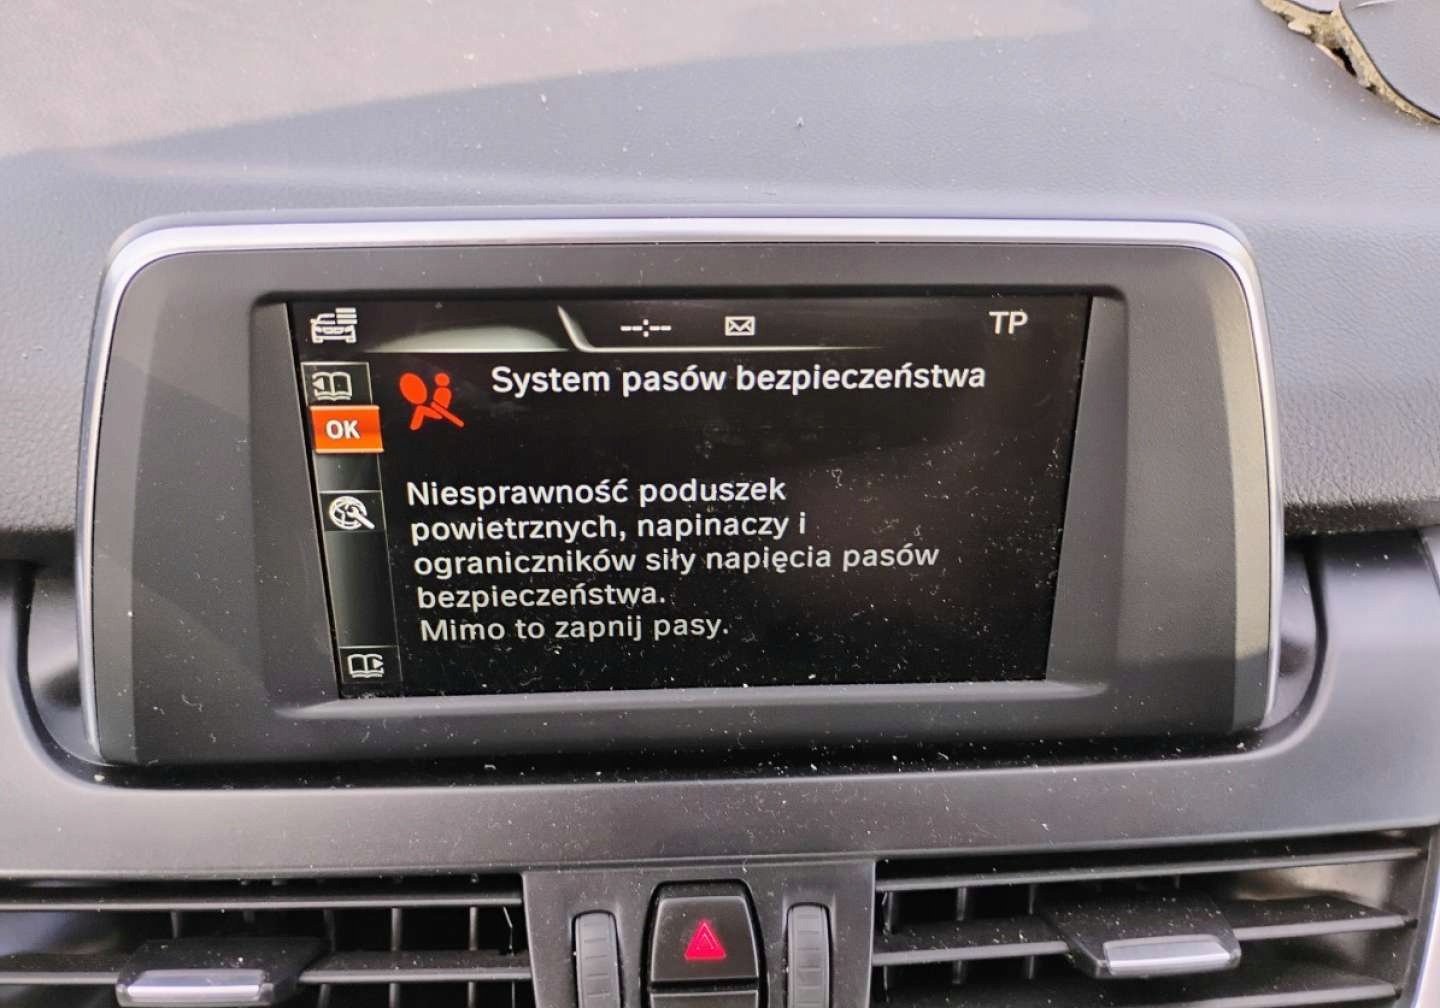 --:-- TP
System pasów bezpieczeństwa
OK
Niesprawność poduszek
powietrznych, napinaczy i
ograniczników siły napięcia pasów
bezpieczeństwa.
Mimo to zapnij pasy.